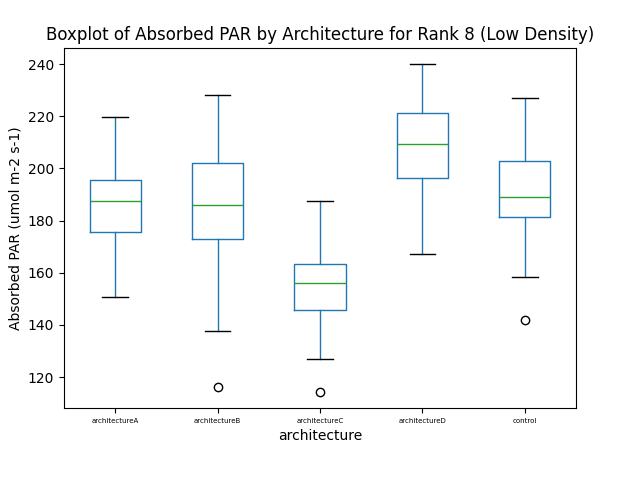 Boxplot of Absorbed PAR by Architecture for Rank 8 (Low Density)
Absorbed PAR (umol m-2 s-1)
240
220
200
180
160
140
120
architectureA architectureB architectureC architectureD control
architecture